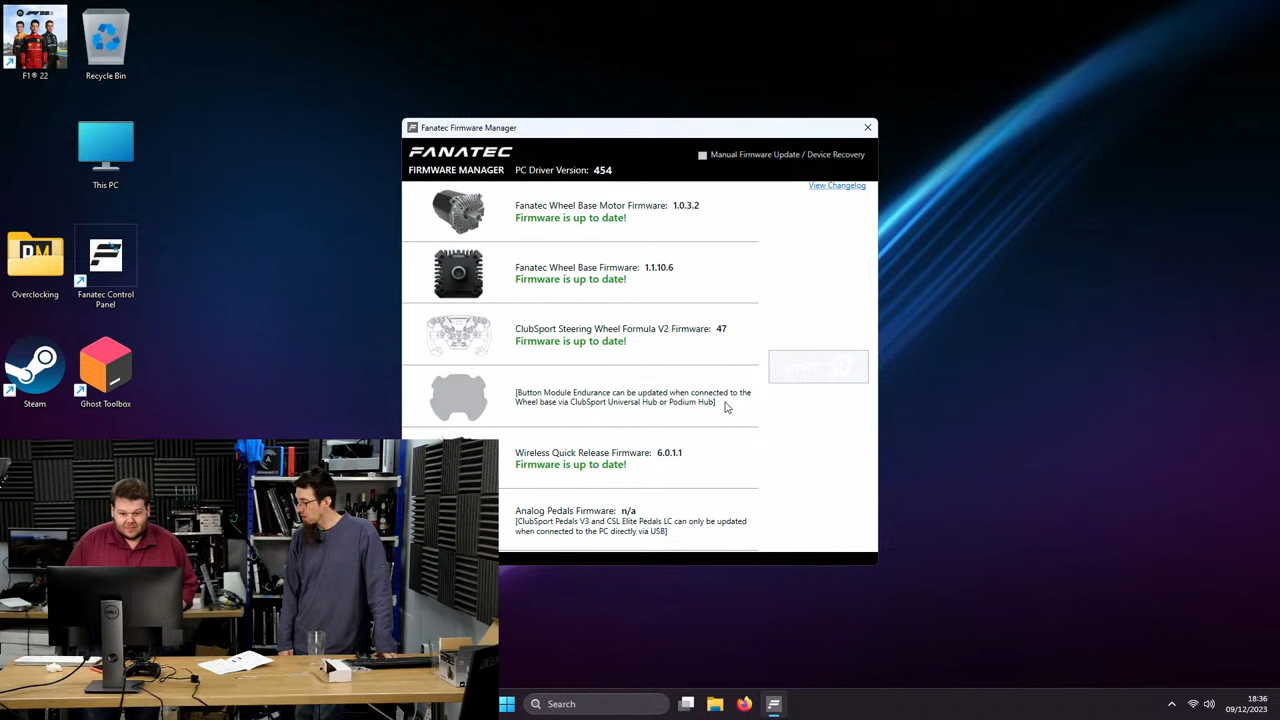 F1® 22
Recycle Bin
This PC
DM
Overclocking
Fanatec Control
Panel
Steam
Ghost Toolbox
Fanatec Firmware Manager
FANATEC
FIRMWARE MANAGER
PC Driver Version: 454
Manual Firmware Update / Device Recovery
View Changelog
Fanatec Wheel Base Motor Firmware: 1.0.3.2
Firmware is up to date!
Fanatec Wheel Base Firmware: 1.1.10.6
Firmware is up to date!
ClubSport Steering Wheel Formula V2 Firmware: 47
Firmware is up to date!
[Button Module Endurance can be updated when connected to the
Wheel base via ClubSport Universal Hub or Podium Hub]
Wireless Quick Release Firmware: 6.0.1.1
Firmware is up to date!
Analog Pedals Firmware: n/a
[ClubSport Pedals V3 and CSL Elite Pedals LC can only be updated
when connected to the PC directly via USB]
DELL
Search
18:36
09/12/2023